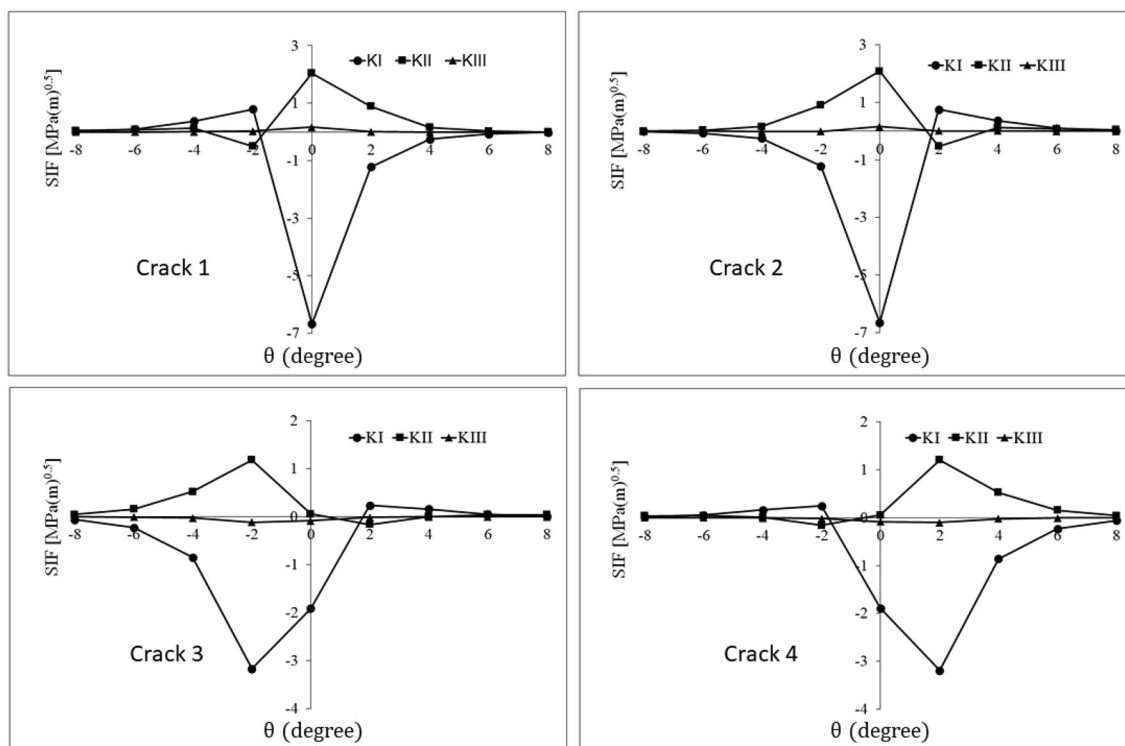 3
KI KII KIII
1
-8 -6 -4 -2 0 2 4 6 8
-1
-3
-5
-7
SIF [MPa(m)^0.5]
Crack 1
θ (degree)
3
KI KII KIII
1
-8 -6 -4 -2 0 2 4 6 8
-1
-3
-5
-7
SIF [MPa(m)^0.5]
Crack 2
θ (degree)
2
KI KII KIII
1
0
-8 -6 -4 -2 0 2 4 6 8
-1
-2
-3
-4
SIF [MPa(m)^0.5]
Crack 3
θ (degree)
2
KI KII KIII
1
0
-8 -6 -4 -2 0 2 4 6 8
-1
-2
-3
-4
SIF [MPa(m)^0.5]
Crack 4
θ (degree)